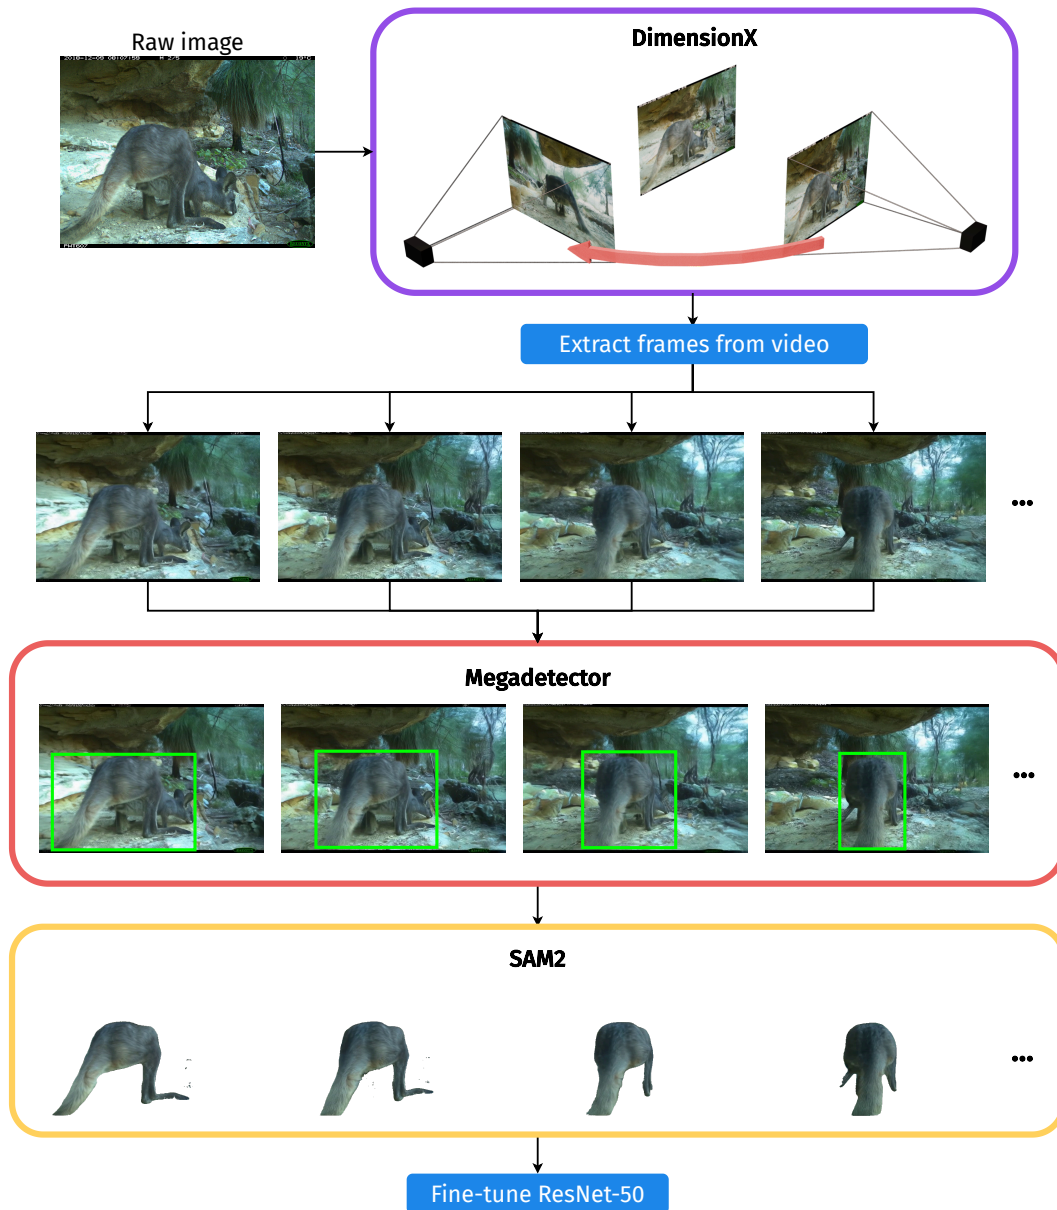 Raw image
DimensionX
Extract frames from video
...
Megadetector
...
SAM2
...
Fine-tune ResNet-50